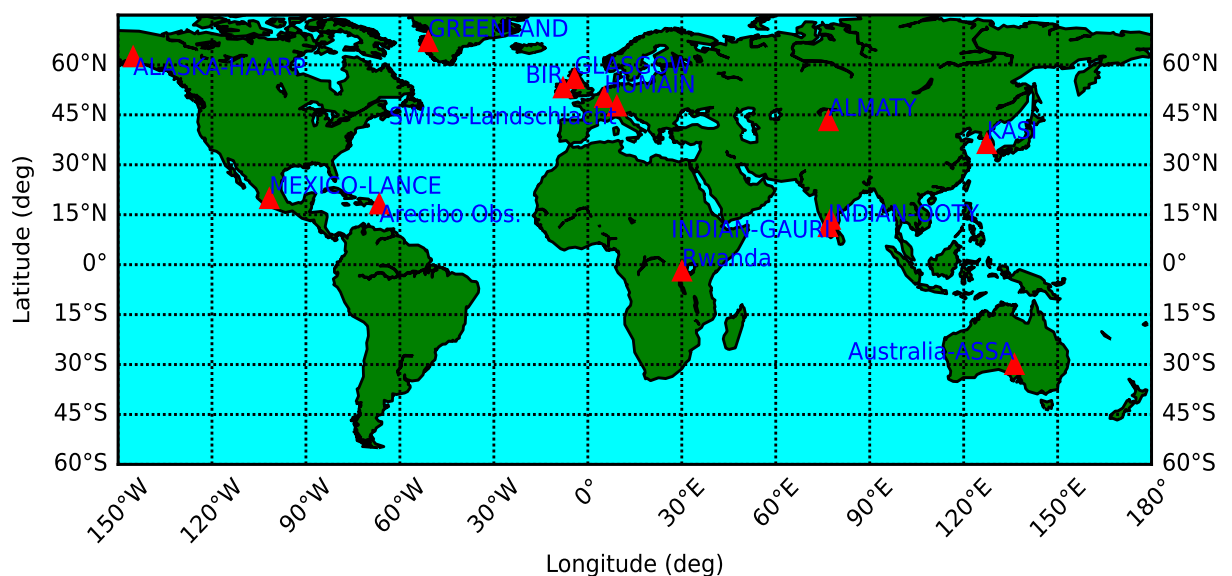 GREENLAND
60°N
ALASKA-HAARP
GLASGOW
BIR
HUMAIN
60°N
45°N
SWISS-Landschlacht
ALMATY
45°N
KASI
30°N
30°N
MEXICO-LANCE
15°N
Arecibo Obs.
INDIAN-OOTY
15°N
INDIAN-GAURI
0°
Rwanda
0°
15°S
15°S
Australia-ASSA
30°S
30°S
45°S
45°S
60°S
60°S
Latitude (deg)
150°W 120°W 90°W 60°W 30°W 0° 30°E 60°E 90°E 120°E 150°E 180°
Longitude (deg)